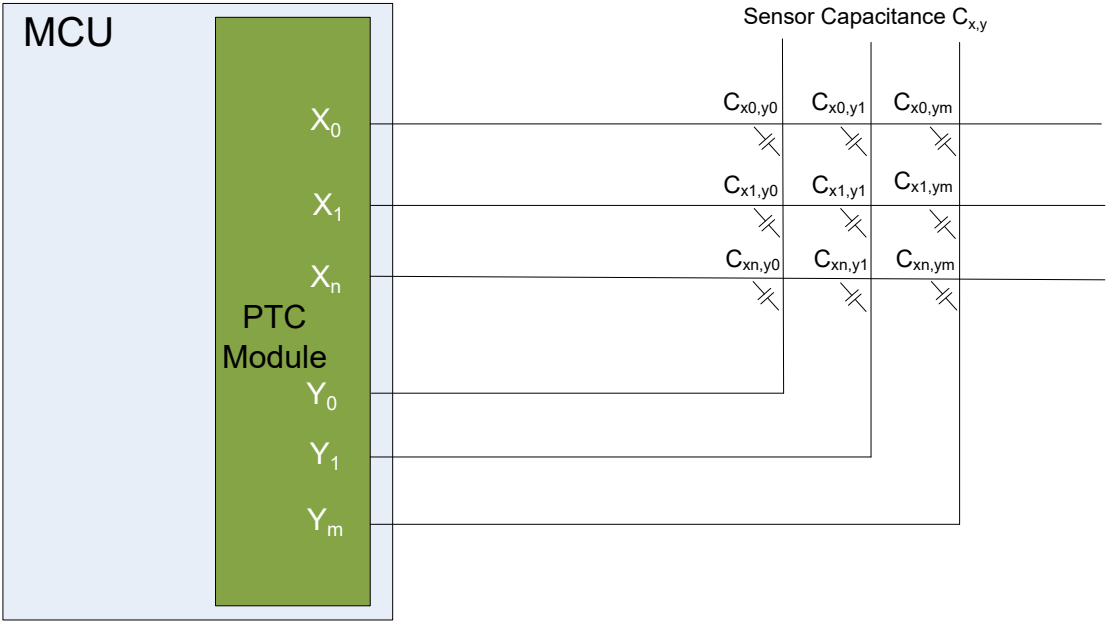 MCU
Sensor Capacitance Cx,y
X0
Cx0,y0 Cx0,y1 Cx0,ym
X1
Cx1,y0 Cx1,y1 Cx1,ym
Xn
Cxn,y0 Cxn,y1 Cxn,ym
PTC
Module
Y0
Y1
Ym